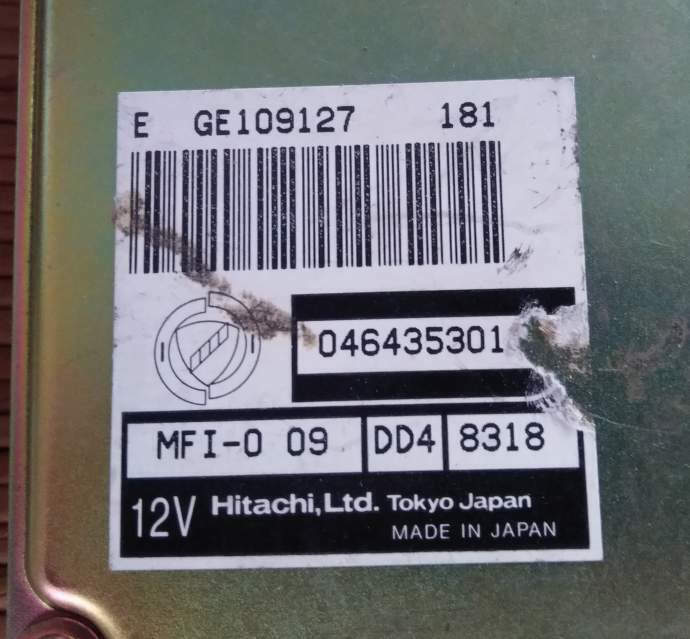 E GE109127 181
046435301
MFI-0 09 DD4 8318
12V Hitachi,Ltd. Tokyo Japan
MADE IN JAPAN